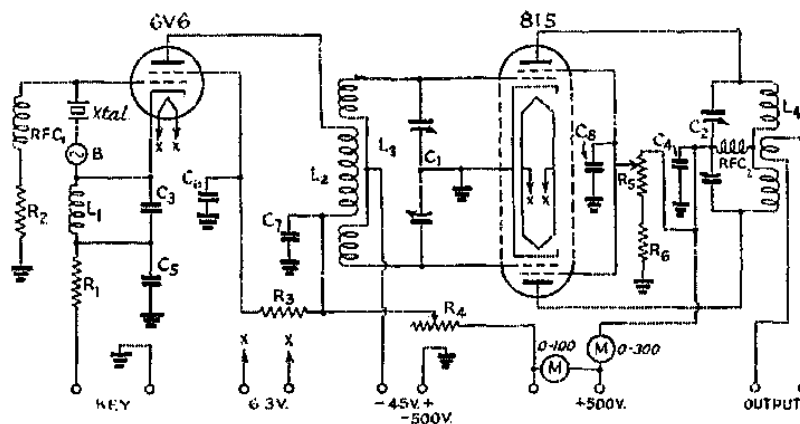 6V6
815
RFC1
Xtal.
B
R2
L1
C3
R1
C5
X X
C7
L2
L3
R3
C1
X X
C8
R5
R6
C4
C2
RFC2
L4
R4
0-100
M
M
0-300
X X
KEY
6.3V.
-45V.+
-500V.
+500V.
OUTPUT